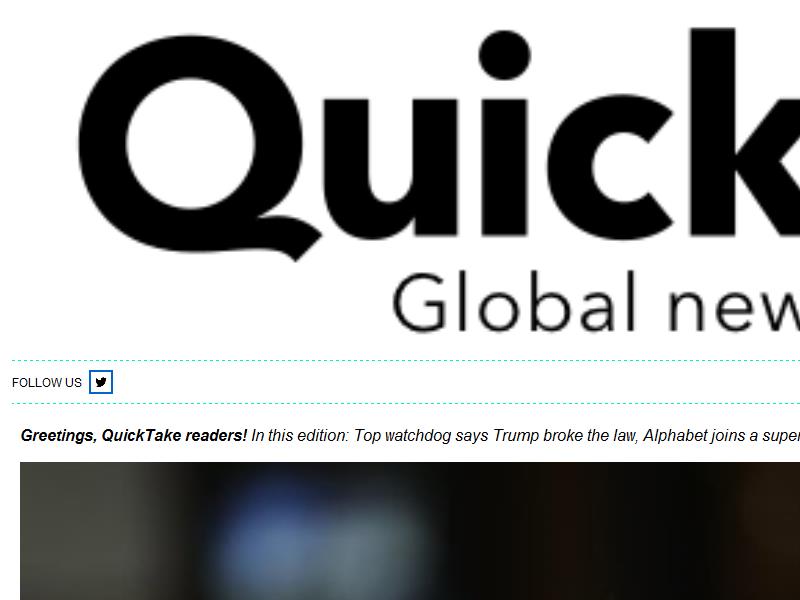 Quick
Global new
FOLLOW US
Greetings, QuickTake readers! In this edition: Top watchdog says Trump broke the law, Alphabet joins a super